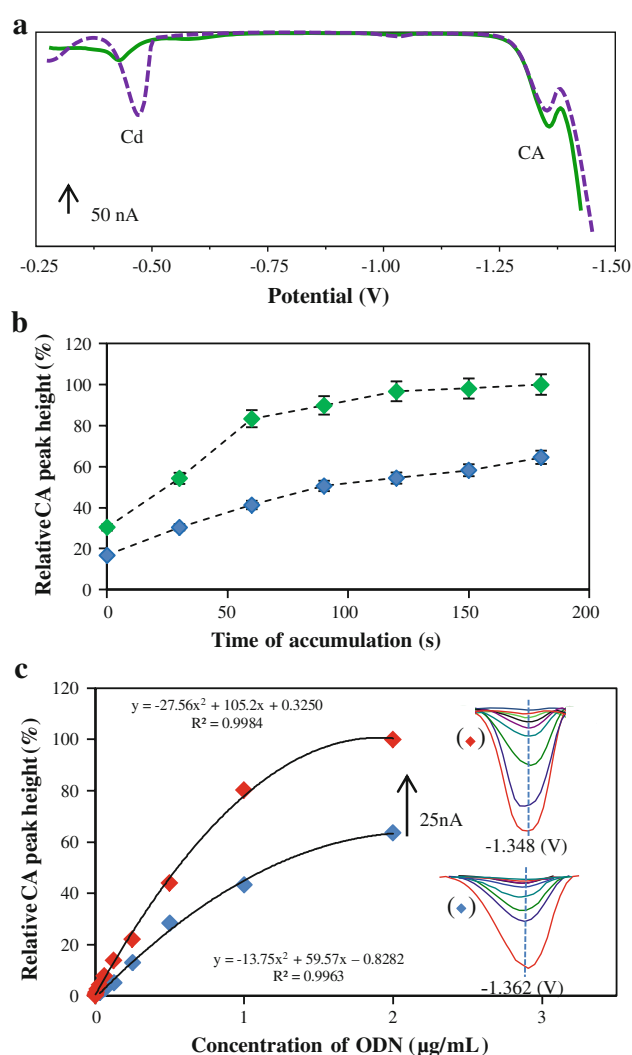 a
Cd
CA
50 nA
-0.25 -0.50 -0.75 -1.00 -1.25 -1.50
Potential (V)
b
Relative CA peak height (%)
120
100
80
60
40
20
0
0 50 100 150 200
Time of accumulation (s)
c
Relative CA peak height (%)
120
100
80
60
40
20
0
y = -27.56x² + 105.2x + 0.3250
R² = 0.9984
( )
25nA
-1.348 (V)
( )
y = -13.75x² + 59.57x − 0.8282
R² = 0.9963
-1.362 (V)
0 1 2 3
Concentration of ODN (µg/mL)